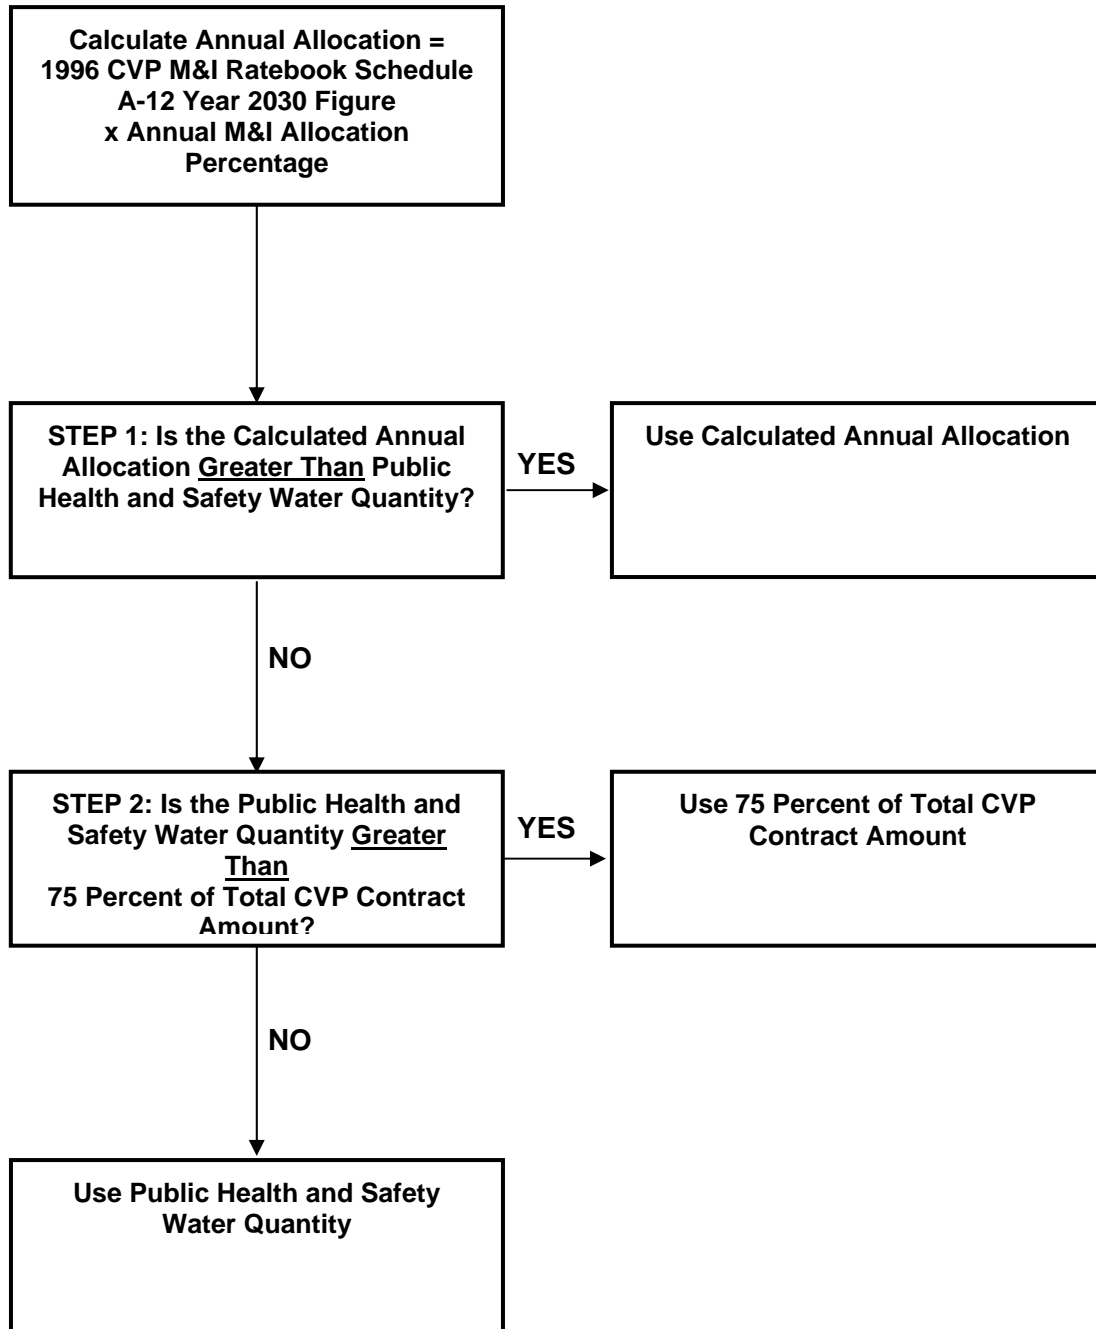 Calculate Annual Allocation =
1996 CVP M&I Ratebook Schedule
A-12 Year 2030 Figure
x Annual M&I Allocation
Percentage
STEP 1: Is the Calculated Annual
Allocation Greater Than Public
Health and Safety Water Quantity?
YES
Use Calculated Annual Allocation
NO
STEP 2: Is the Public Health and
Safety Water Quantity Greater
Than
75 Percent of Total CVP Contract
Amount?
YES
Use 75 Percent of Total CVP
Contract Amount
NO
Use Public Health and Safety
Water Quantity